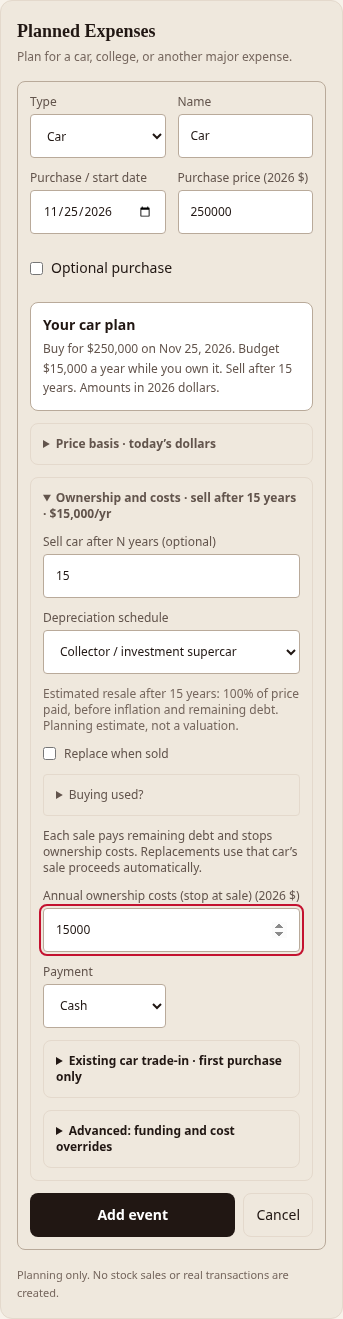 Planned Expenses
Plan for a car, college, or another major expense.
Type
Name
Car
Car
Purchase / start date
Purchase price (2026 $)
11/25/2026
250000
Optional purchase
Your car plan
Buy for $250,000 on Nov 25, 2026. Budget
$15,000 a year while you own it. Sell after 15
years. Amounts in 2026 dollars.
Price basis · today's dollars
Ownership and costs · sell after 15 years
· $15,000/yr
Sell car after N years (optional)
15
Depreciation schedule
Collector / investment supercar
Estimated resale after 15 years: 100% of price
paid, before inflation and remaining debt.
Planning estimate, not a valuation.
Replace when sold
Buying used?
Each sale pays remaining debt and stops
ownership costs. Replacements use that car's
sale proceeds automatically.
Annual ownership costs (stop at sale) (2026 $)
15000
Payment
Cash
Existing car trade-in · first purchase
only
Advanced: funding and cost
overrides
Add event
Cancel
Planning only. No stock sales or real transactions are
created.